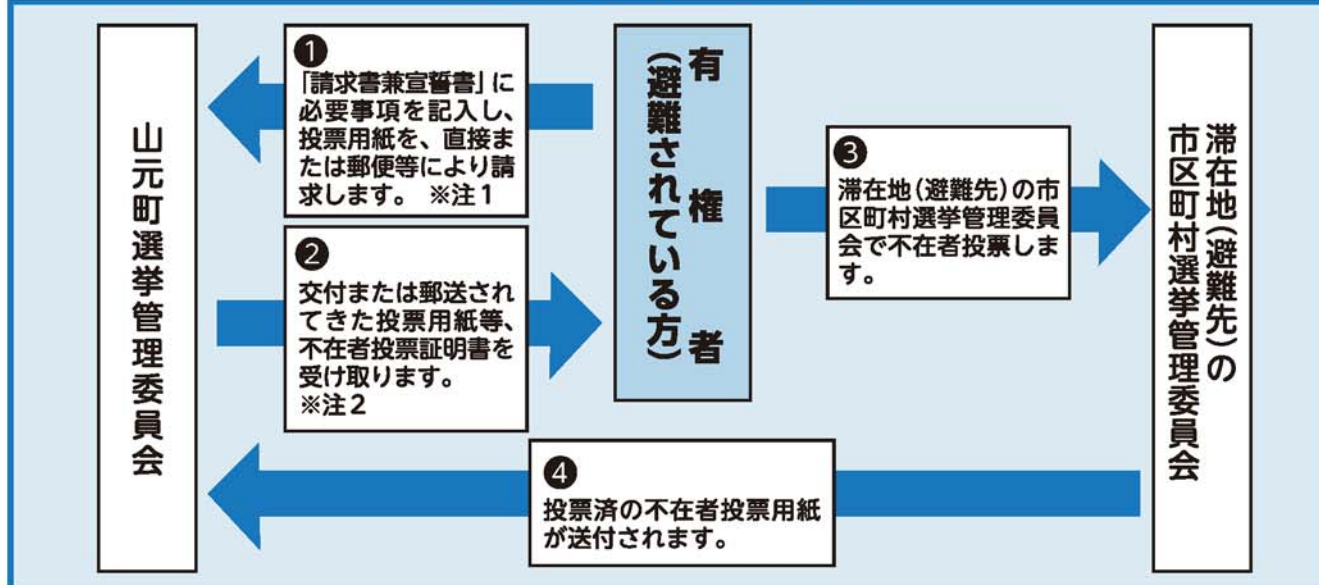 山元町選挙管理委員会
❶
「請求書兼宣誓書」に
必要事項を記入し、
投票用紙を、直接ま
たは郵便等により請
求します。 ※注1
❷
交付または郵送され
てきた投票用紙等、
不在者投票証明書を
受け取ります。
※注2
有権者
(避難されている方)
❸
滞在地(避難先)の市
区町村選挙管理委員
会で不在者投票しま
す。
滞在地(避難先)の
市区町村選挙管理委員会
❹
投票済の不在者投票用紙
が送付されます。